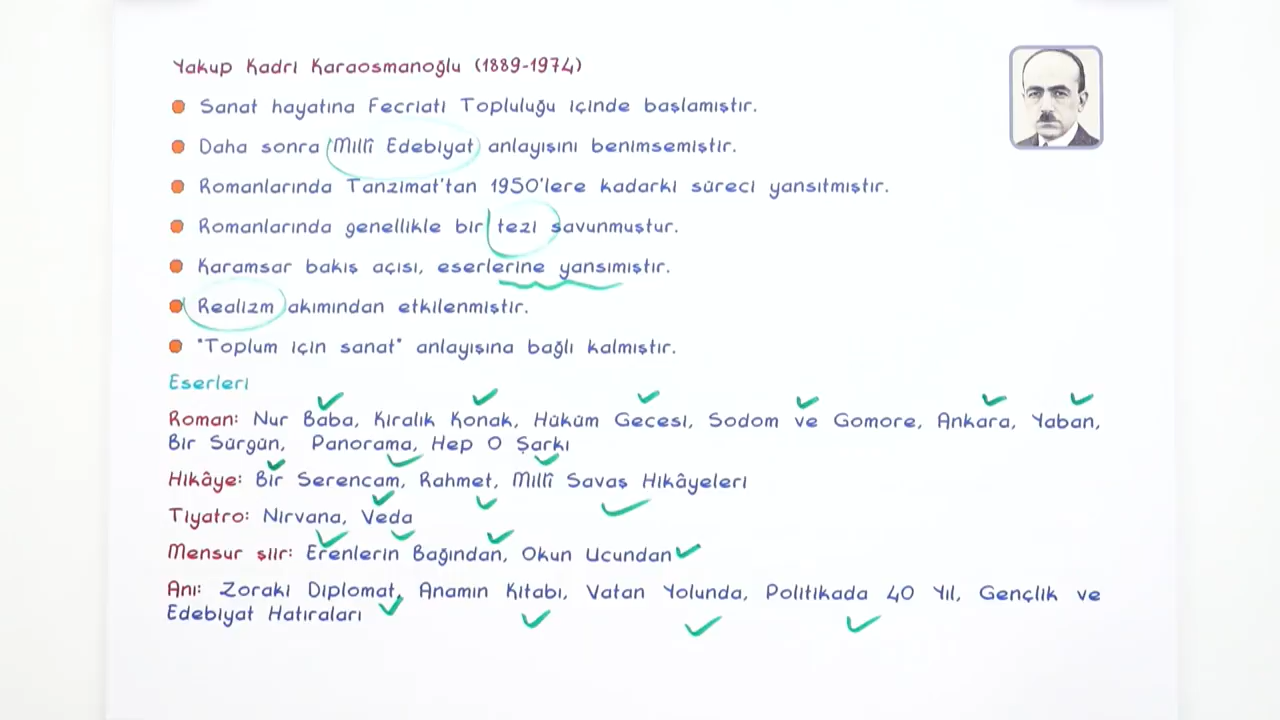 Yakup Kadri Karaosmanoğlu (1889-1974)
Sanat hayatına Fecriati Topluluğu içinde başlamıştır.
Daha sonra Millî Edebiyat anlayışını benimsemiştir.
Romanlarında Tanzimat'tan 1950'lere kadarki süreci yansıtmıştır.
Romanlarında genellikle bir tezi savunmuştur.
Karamsar bakış açısı, eserlerine yansımıştır.
Realizm akımından etkilenmiştir.
"Toplum için sanat" anlayışına bağlı kalmıştır.
Eserleri
Roman: Nur Baba, Kiralık Konak, Hüküm Gecesi, Sodom ve Gomore, Ankara, Yaban,
Bir Sürgün, Panorama, Hep O Şarkı
Hikâye: Bir Serencam, Rahmet, Millî Savaş Hikâyeleri
Tiyatro: Nirvana, Veda
Mensur şiir: Erenlerin Bağından, Okun Ucundan
Anı: Zoraki Diplomat, Anamın Kitabı, Vatan Yolunda, Politikada 40 Yıl, Gençlik ve
Edebiyat Hatıraları